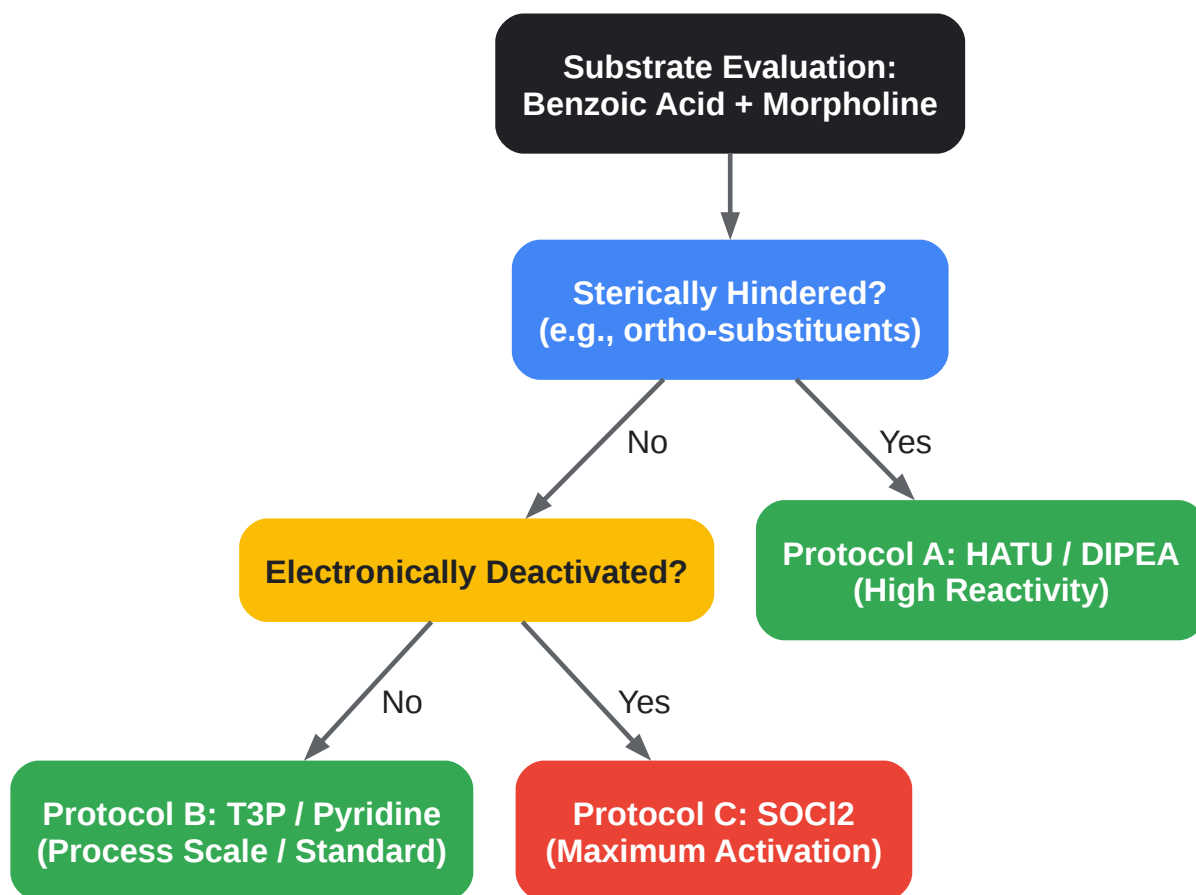 Substrate Evaluation:
Benzoic Acid + Morpholine
Sterically Hindered?
(e.g., ortho-substituents)
No
Yes
Electronically Deactivated?
Protocol A: HATU / DIPEA
(High Reactivity)
No
Yes
Protocol B: T3P / Pyridine
(Process Scale / Standard)
Protocol C: SOCl2
(Maximum Activation)